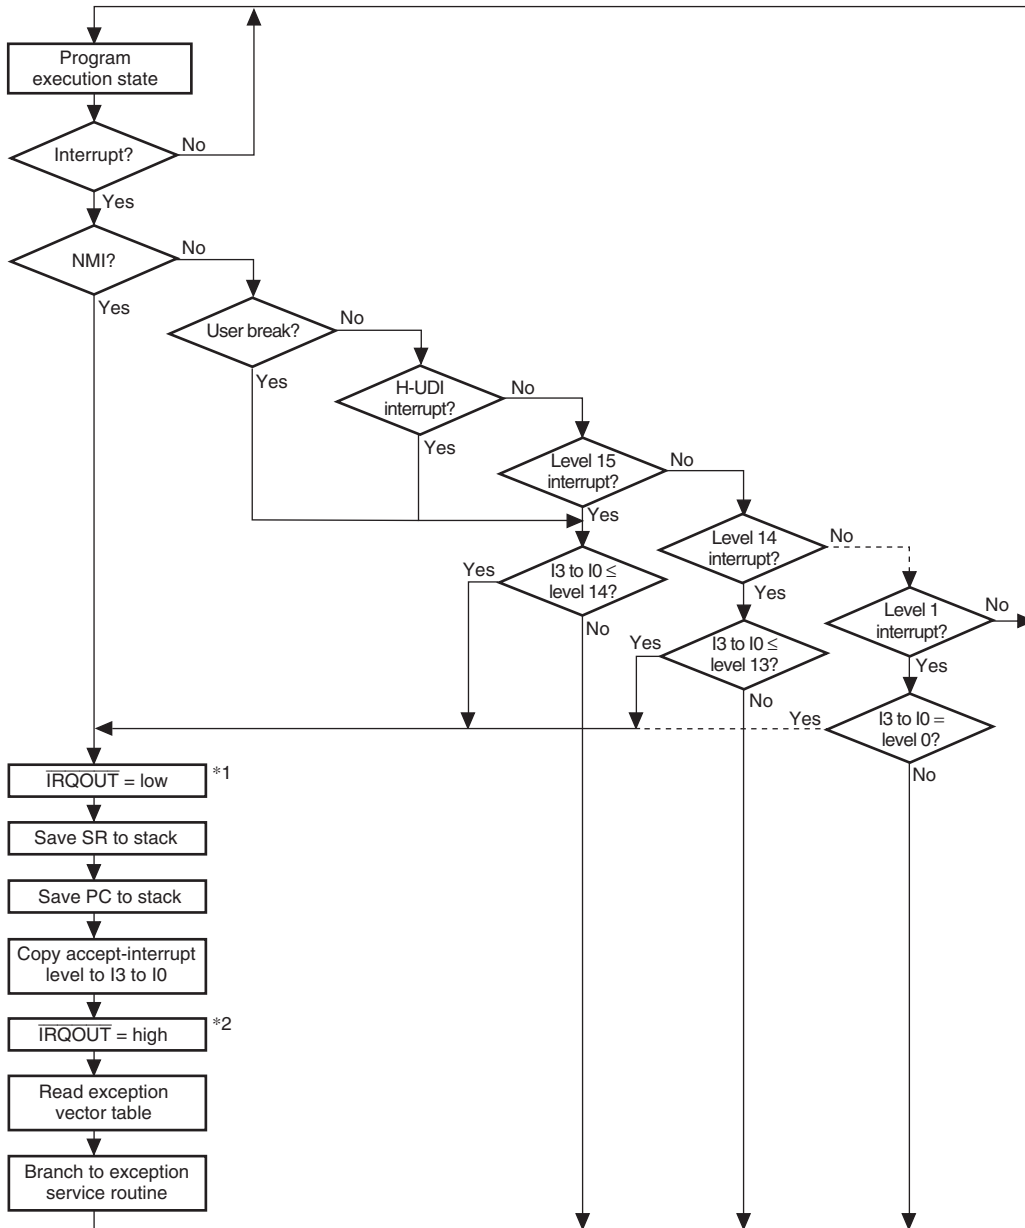 Program
execution state
Interrupt?
No
Yes
NMI?
No
Yes
User break?
No
Yes
H-UDI
interrupt?
No
Yes
Level 15
interrupt?
No
Yes
Level 14
interrupt?
No
Yes
I3 to I0 ≤
level 14?
Yes
No
Level 1
interrupt?
No
Yes
I3 to I0 ≤
level 13?
Yes
No
I3 to I0 =
level 0?
Yes
No
IRQOUT = low
*1
Save SR to stack
Save PC to stack
Copy accept-interrupt
level to I3 to I0
IRQOUT = high
*2
Read exception
vector table
Branch to exception
service routine